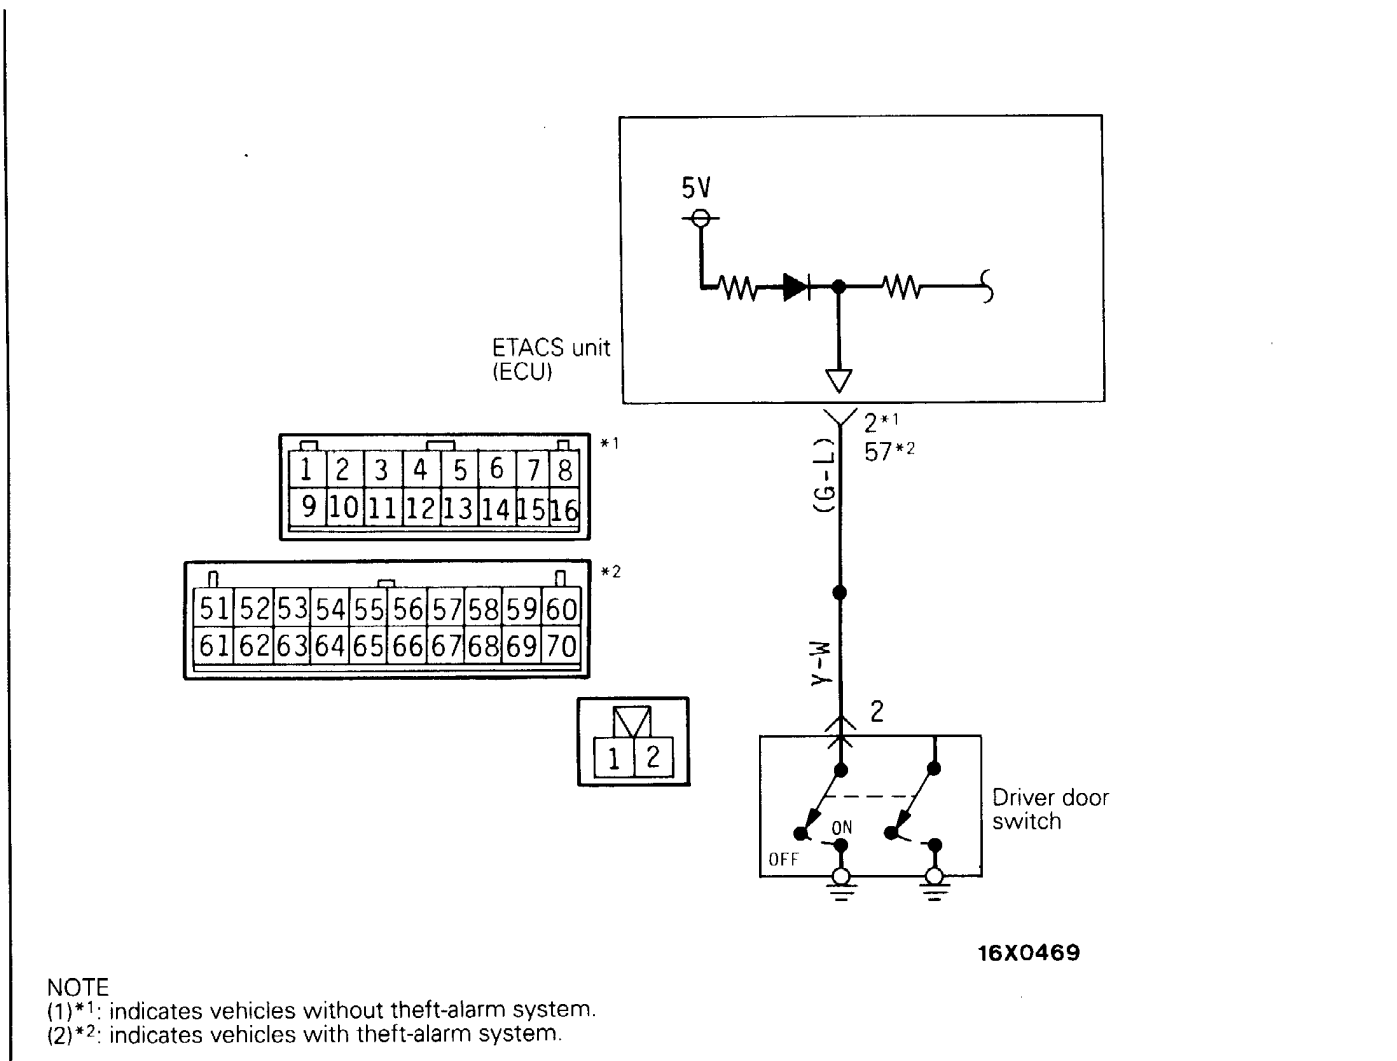 5V
ETACS unit
(ECU)
2*1
57*2
(G-L)
*1
1 2 3 4 5 6 7 8
9 10 11 12 13 14 15 16
*2
51 52 53 54 55 56 57 58 59 60
61 62 63 64 65 66 67 68 69 70
Y-W
2
1 2
Driver door
switch
ON
OFF
16X0469
NOTE
(1)*1: indicates vehicles without theft-alarm system.
(2)*2: indicates vehicles with theft-alarm system.